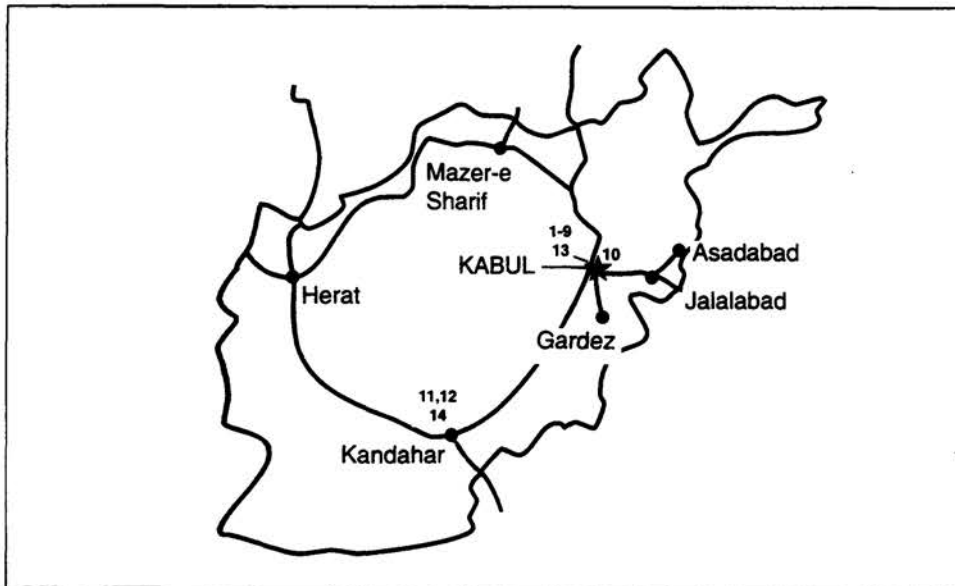 Mazer-e
Sharif
1-9
13
10
KABUL
Asadabad
Herat
Jalalabad
Gardez
11,12
14
Kandahar